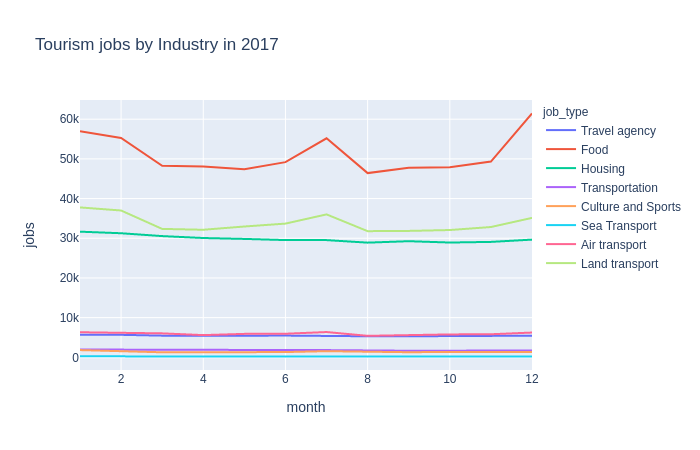 Tourism jobs by Industry in 2017
job_type
Travel agency
Food
Housing
Transportation
Culture and Sports
Sea Transport
Air transport
Land transport
60k
50k
40k
30k
20k
10k
0
jobs
2 4 6 8 10 12
month